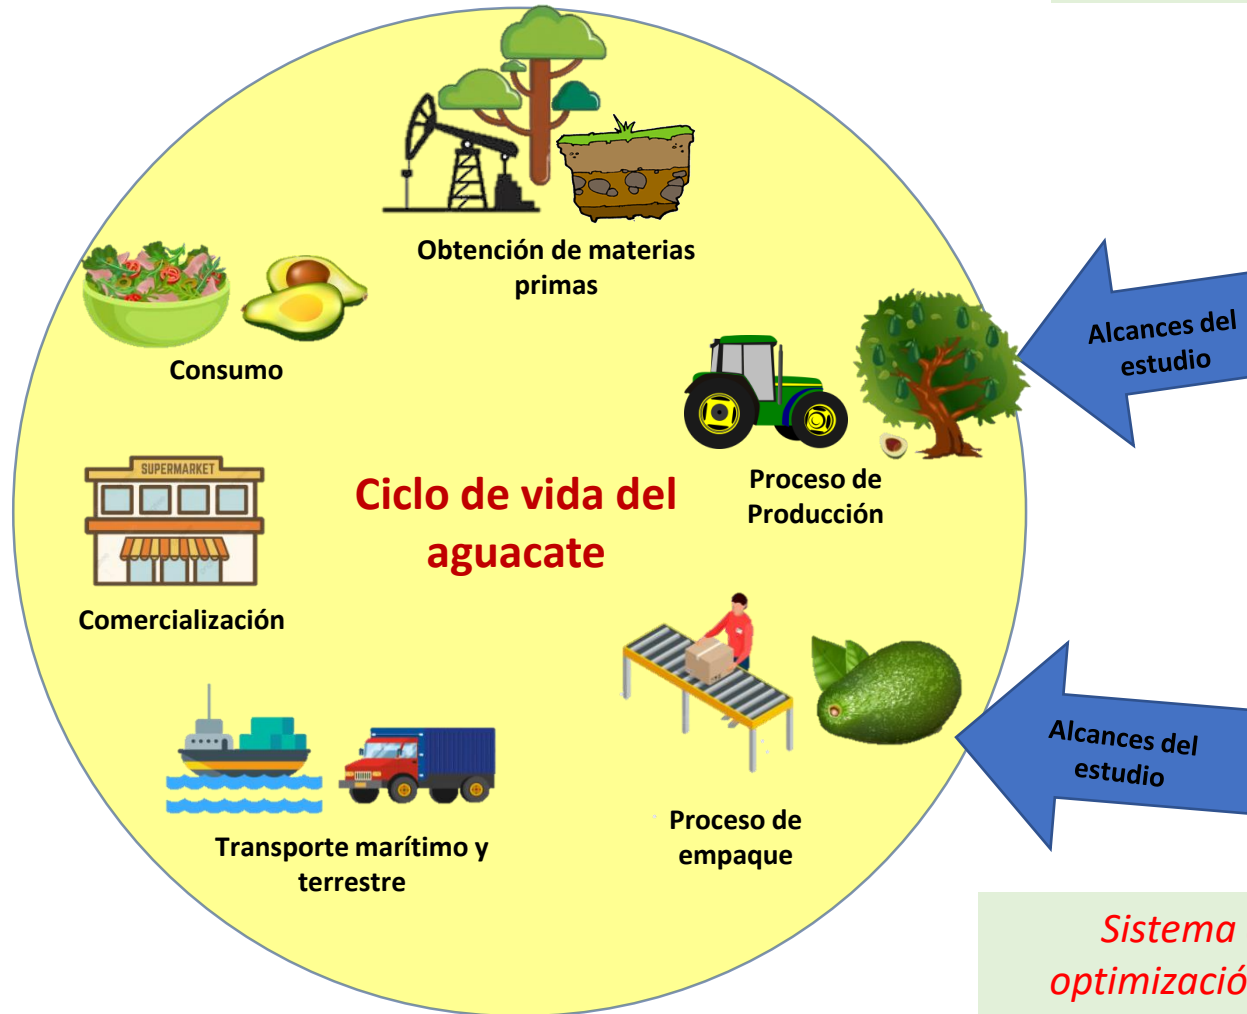 Obtención de materias
primas
Consumo
Alcances del
estudio
SUPERMARKET
Proceso de
Producción
Ciclo de vida del
aguacate
Comercialización
Alcances del
estudio
Proceso de
empaque
Transporte marítimo y
terrestre
Sistema
optimizació